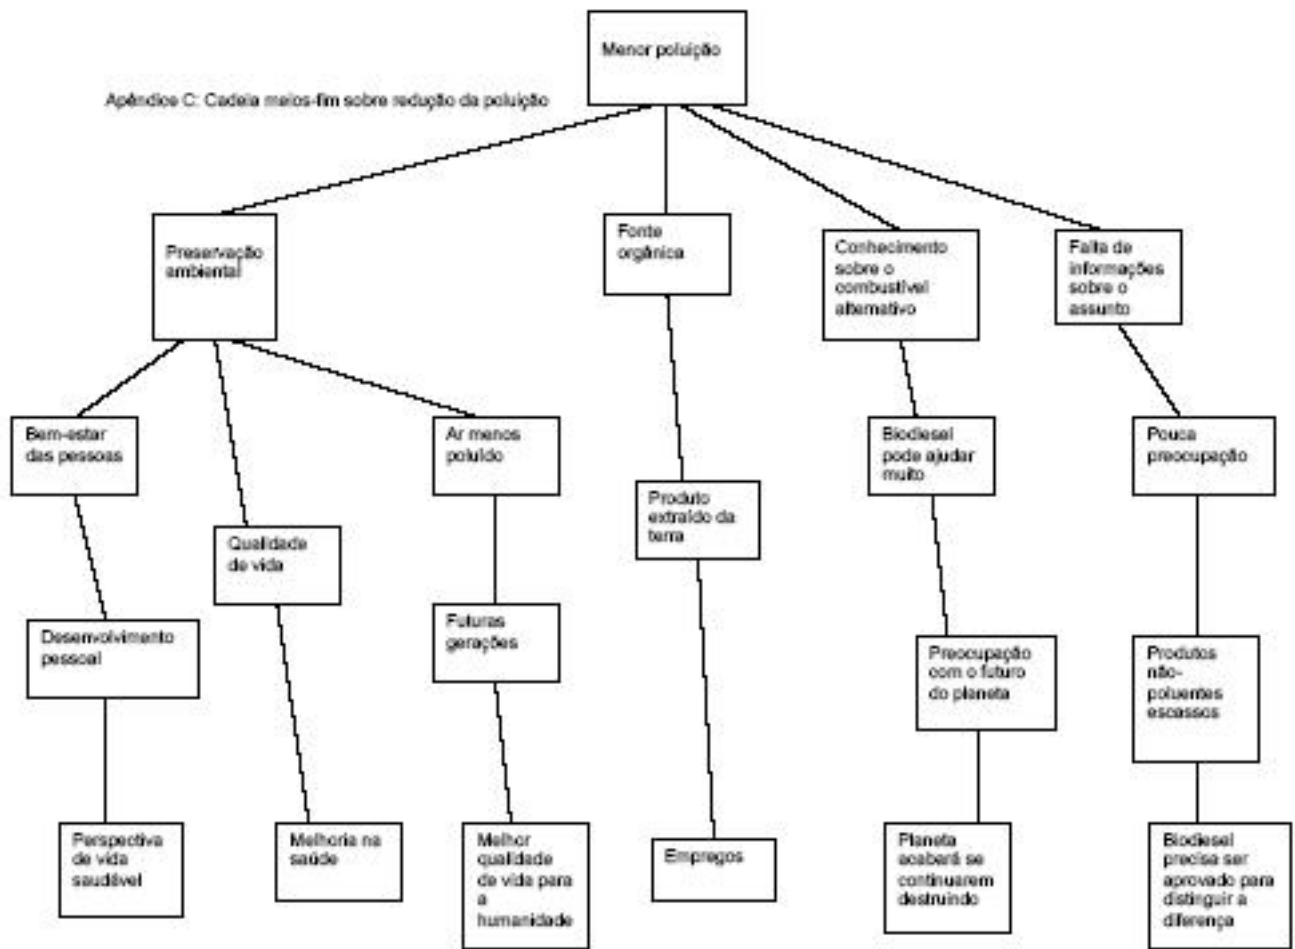 Menor poluição
Apêndice C: Cadeia meios-fim sobre redução da poluição
Preservação
ambiental
Fonte
orgânica
Conhecimento
sobre o
combustível
alternativo
Falta de
informações
sobre o
assunto
Bem-estar
das pessoas
Ar menos
poluído
Biodiesel
pode ajudar
muito
Pouca
preocupação
Qualidade
de vida
Produto
extraído da
terra
Desenvolvimento
pessoal
Futuras
gerações
Preocupação
com o futuro
do planeta
Produtos
não-
poluentes
escassos
Perspectiva
de vida
saudável
Melhoria na
saúde
Melhor
qualidade
de vida para
a
humanidade
Empregos
Planeta
acabará se
continuarem
destruindo
Biodiesel
precisa ser
aprovado para
distinguir a
diferença